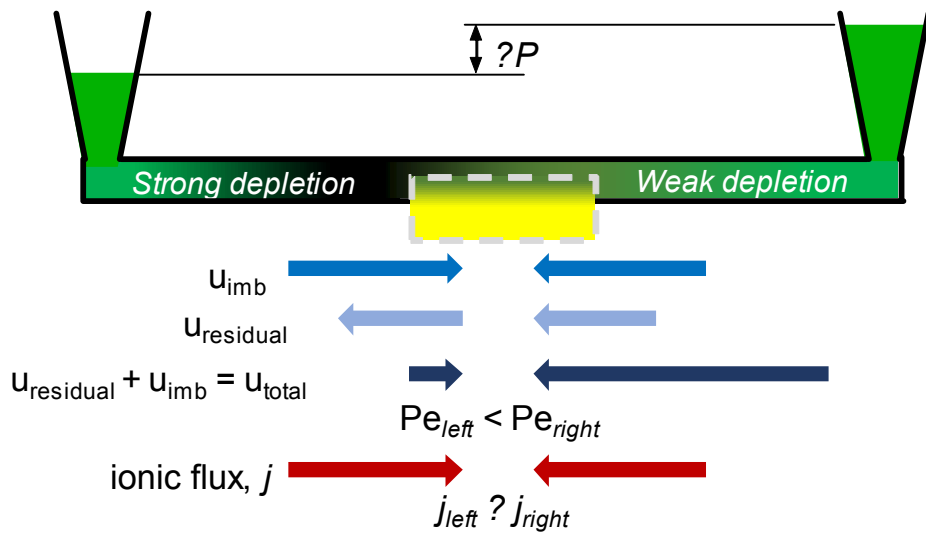 ?P
Strong depletion
Weak depletion
u_imb
u_residual
u_residual + u_imb = u_total
Pe_left < Pe_right
ionic flux, j
j_left ? j_right